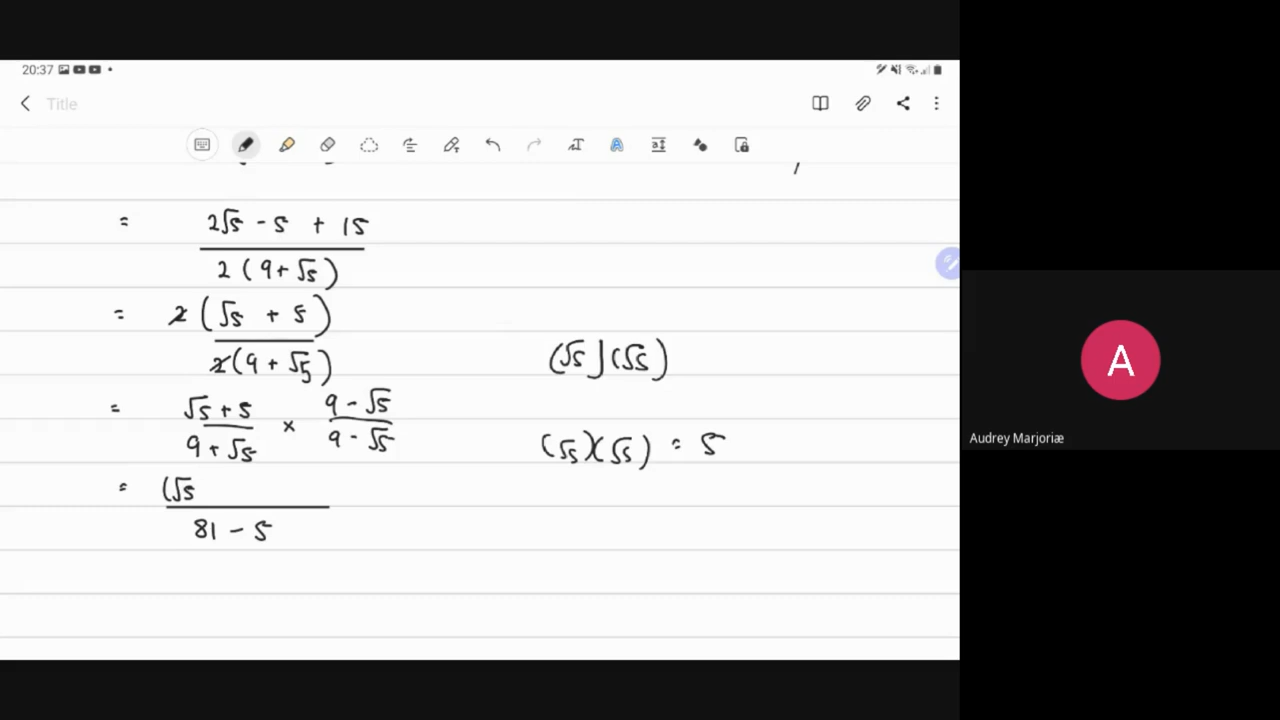 20:37
Title
= 2√5 - 5 + 15
2 ( 9 + √5 )
= 2 ( √5 + 5 )
2 ( 9 + √5 )
(√5)(√5)
= √5 + 5 × 9 - √5
9 + √5 9 - √5
(√5)(√5) = 5
= (√5
81 - 5
A
Audrey Marjoriæ